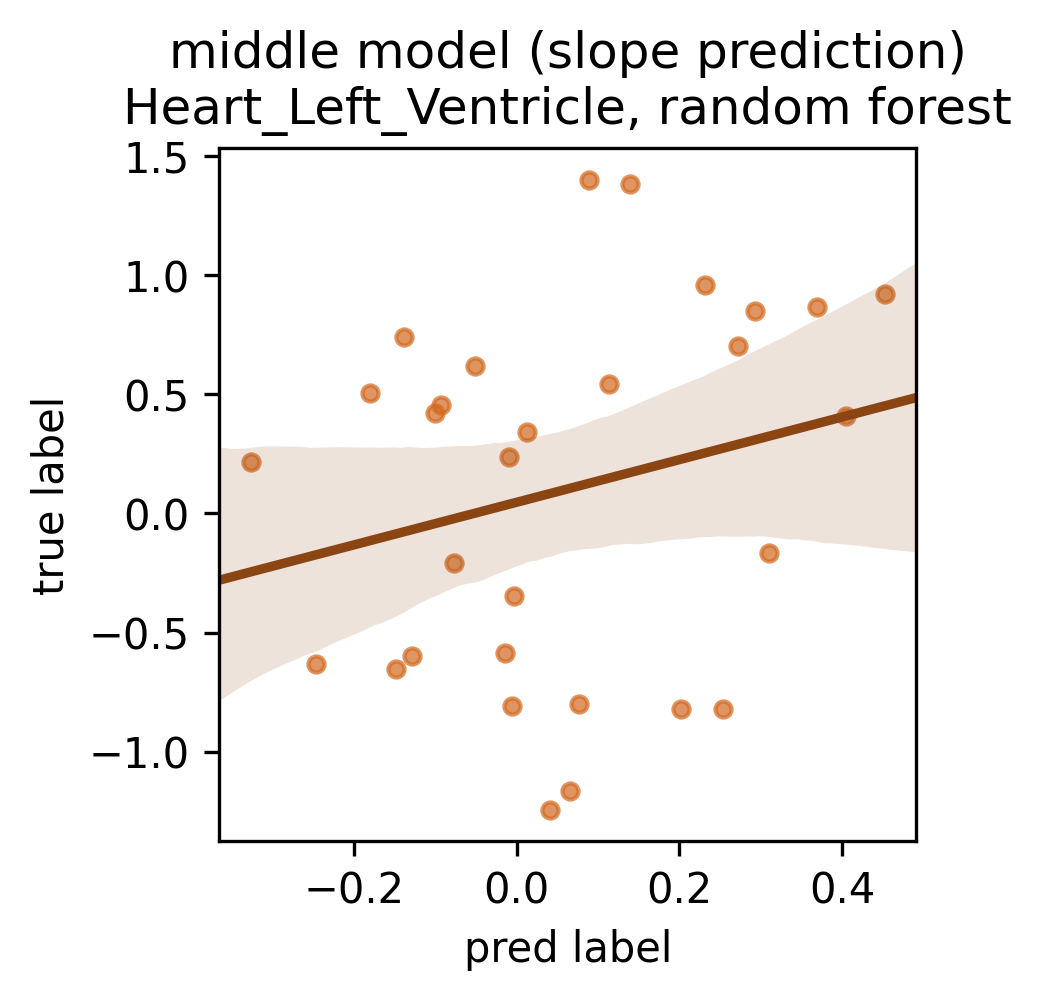 middle model (slope prediction)
Heart_Left_Ventricle, random forest
1.5
1.0
0.5
0.0
−0.5
−1.0
true label
−0.2
0.0
0.2
0.4
pred label